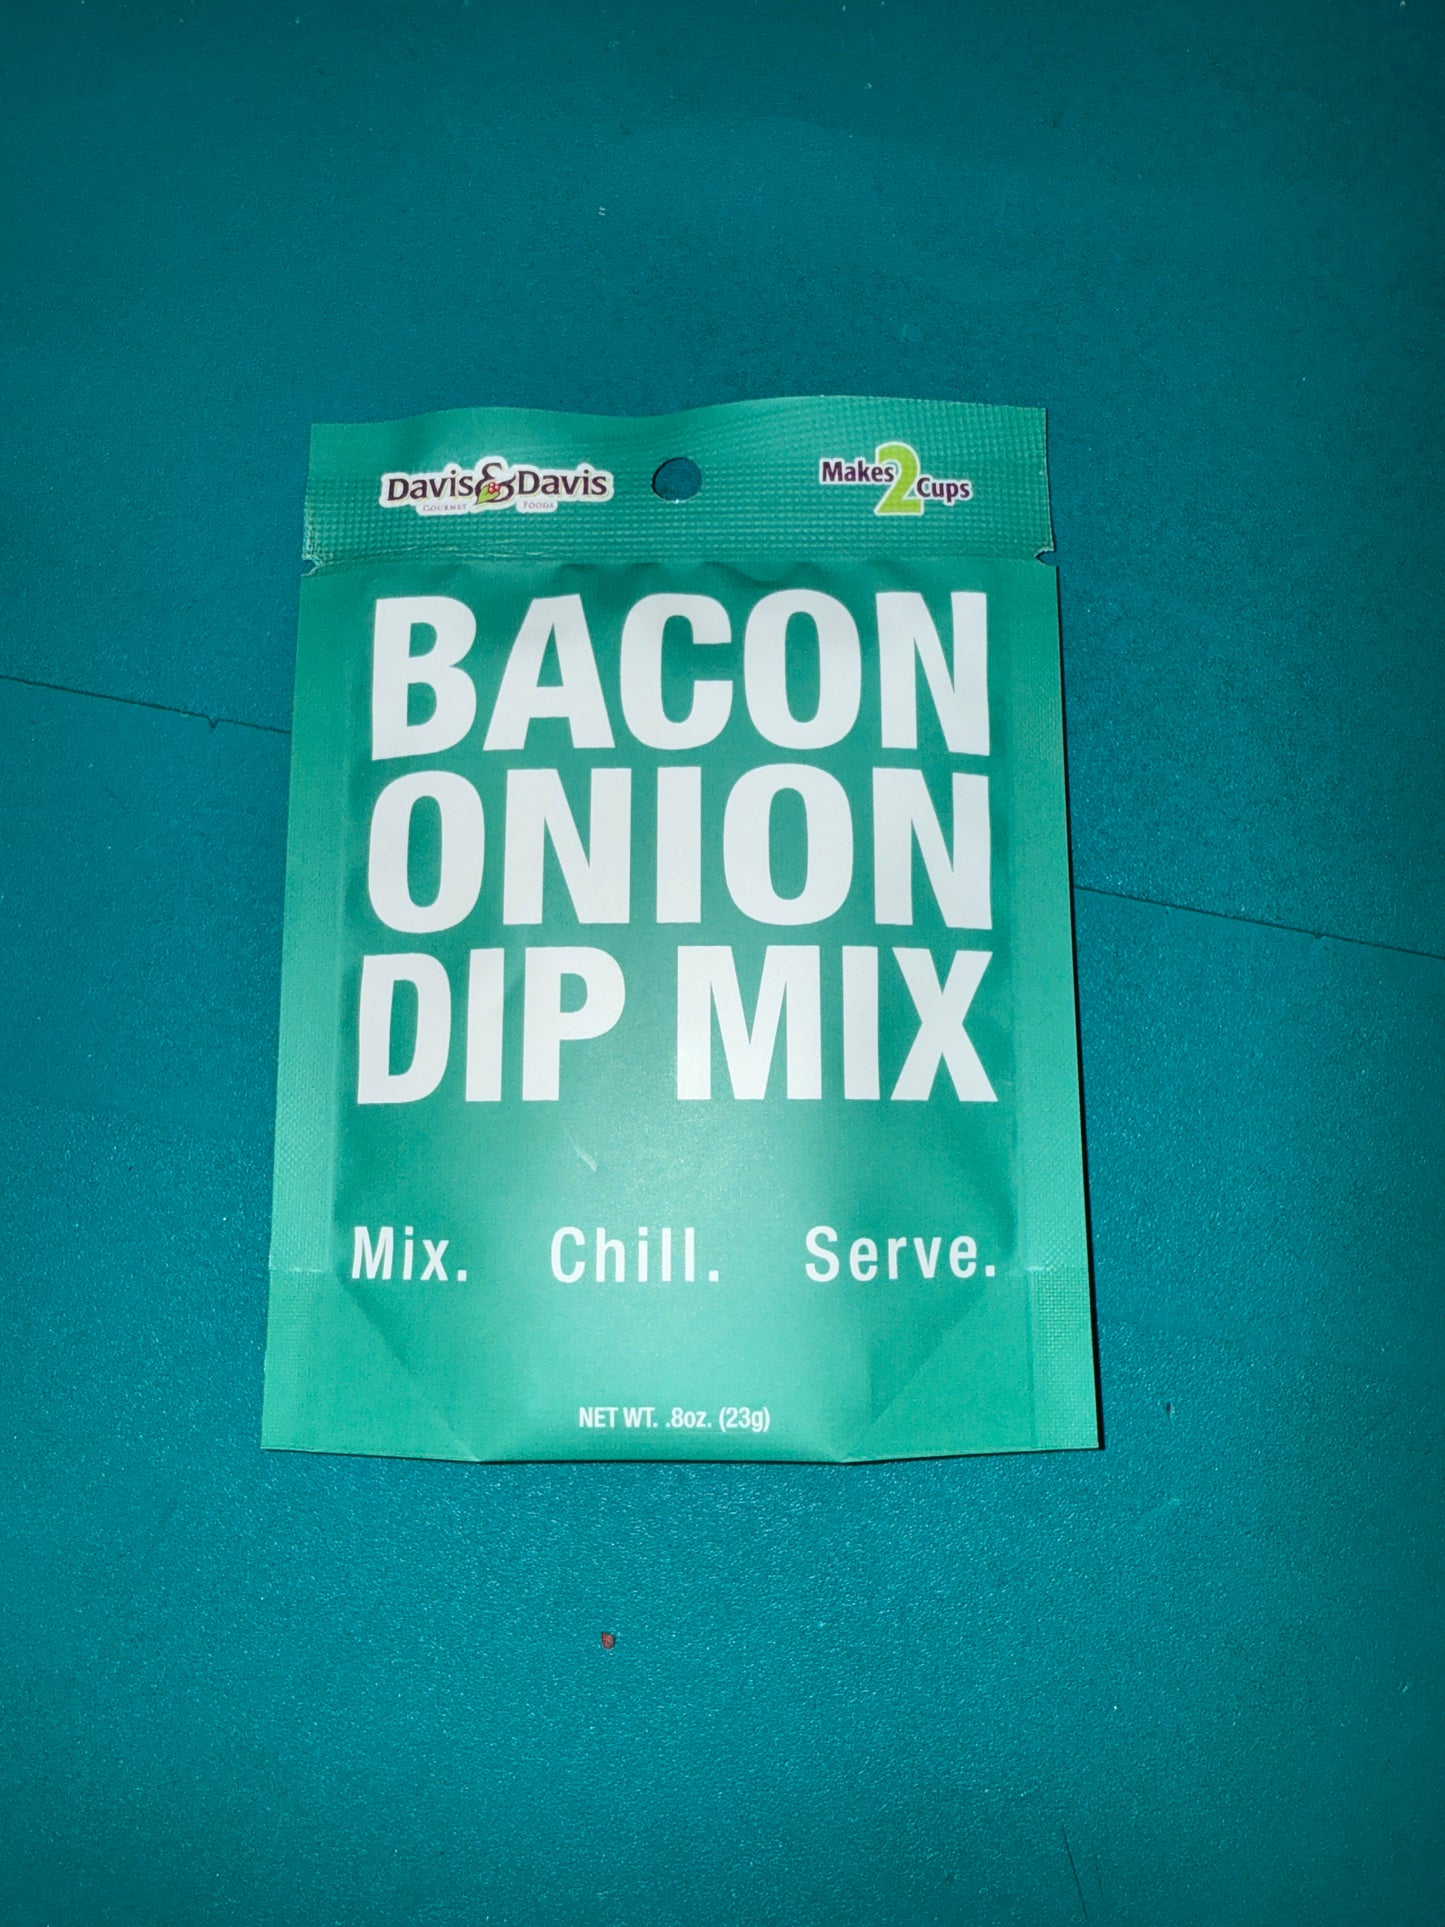 Davis & Davis
GOURMET FOODS
Makes 2 Cups
BACON
ONION
DIP MIX
Mix. Chill. Serve.
NET WT. .8oz. (23g)